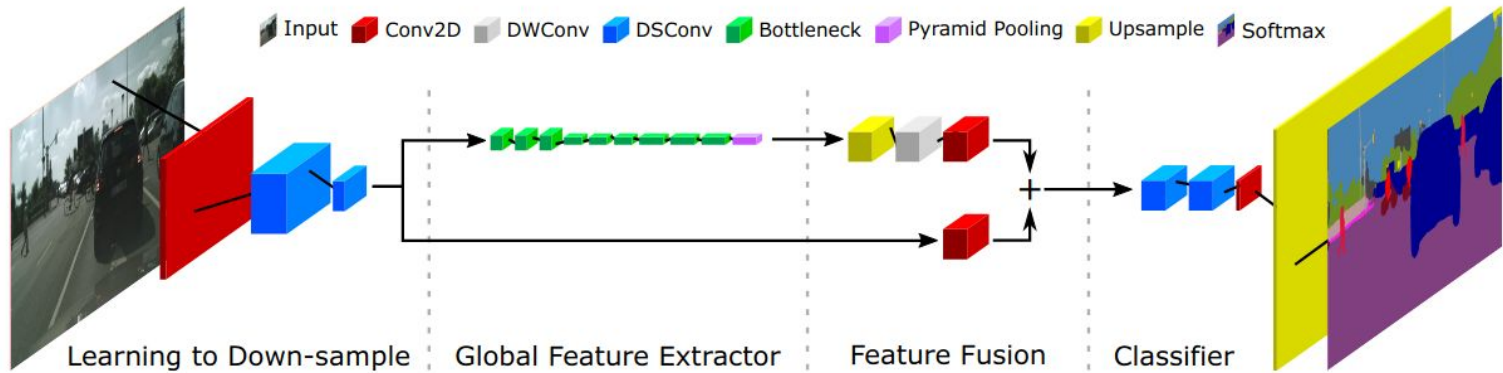 Input Conv2D DWConv DSConv Bottleneck Pyramid Pooling Upsample Softmax
+
Learning to Down-sample Global Feature Extractor Feature Fusion Classifier